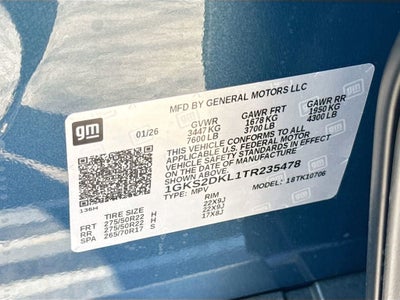 gm
01/26
MFD BY GENERAL MOTORS LLC
GVWR GAWR FRT GAWR RR
3447 KG 1678 KG 1950 KG
7600 LB 3700 LB 4300 LB
THIS VEHICLE CONFORMS TO ALL
APPLICABLE U.S. FEDERAL MOTOR
VEHICLE SAFETY STANDARDS IN EFFECT
ON THE DATE OF MANUFACTURE
1GKS2DKL1TR235478
TYPE: MPV MODEL: 18TK10706
136H
TIRE SIZE RIM
FRT 275/50R22 H 22X9J
RR 275/50R22 H 22X9J
SPA 265/70R17 S 17X8J